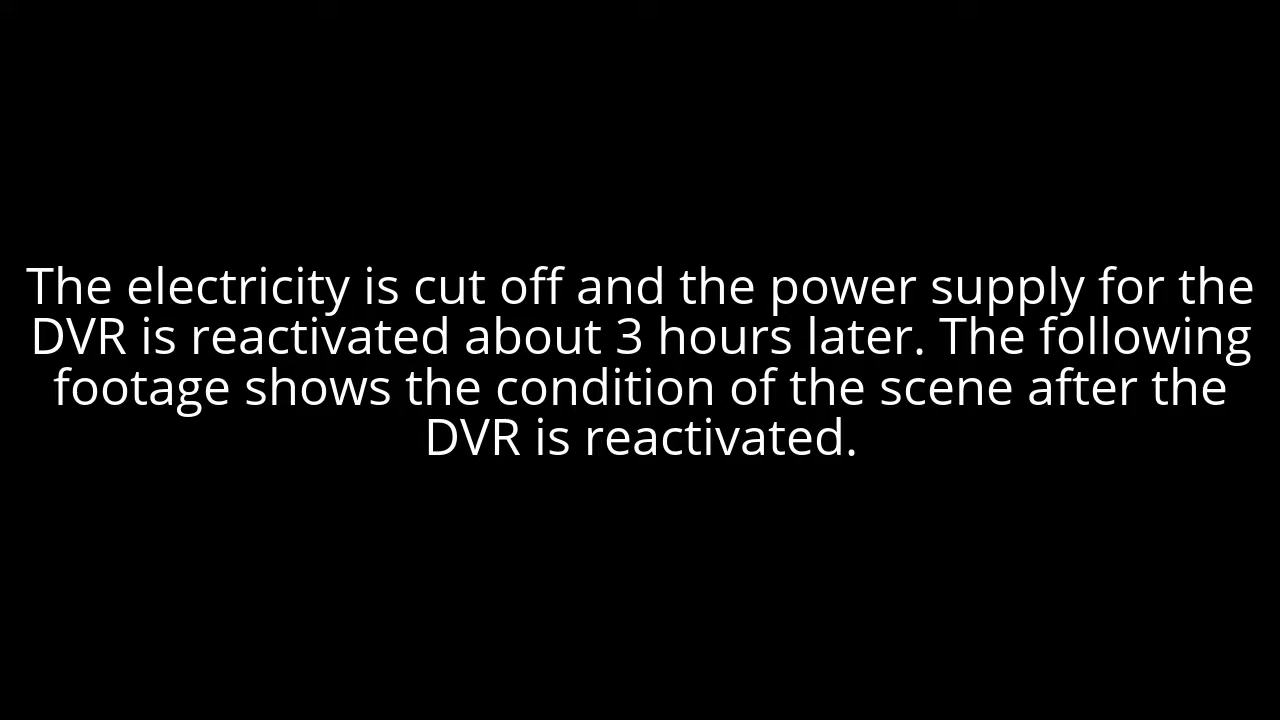 The electricity is cut off and the power supply for the
DVR is reactivated about 3 hours later. The following
footage shows the condition of the scene after the
DVR is reactivated.